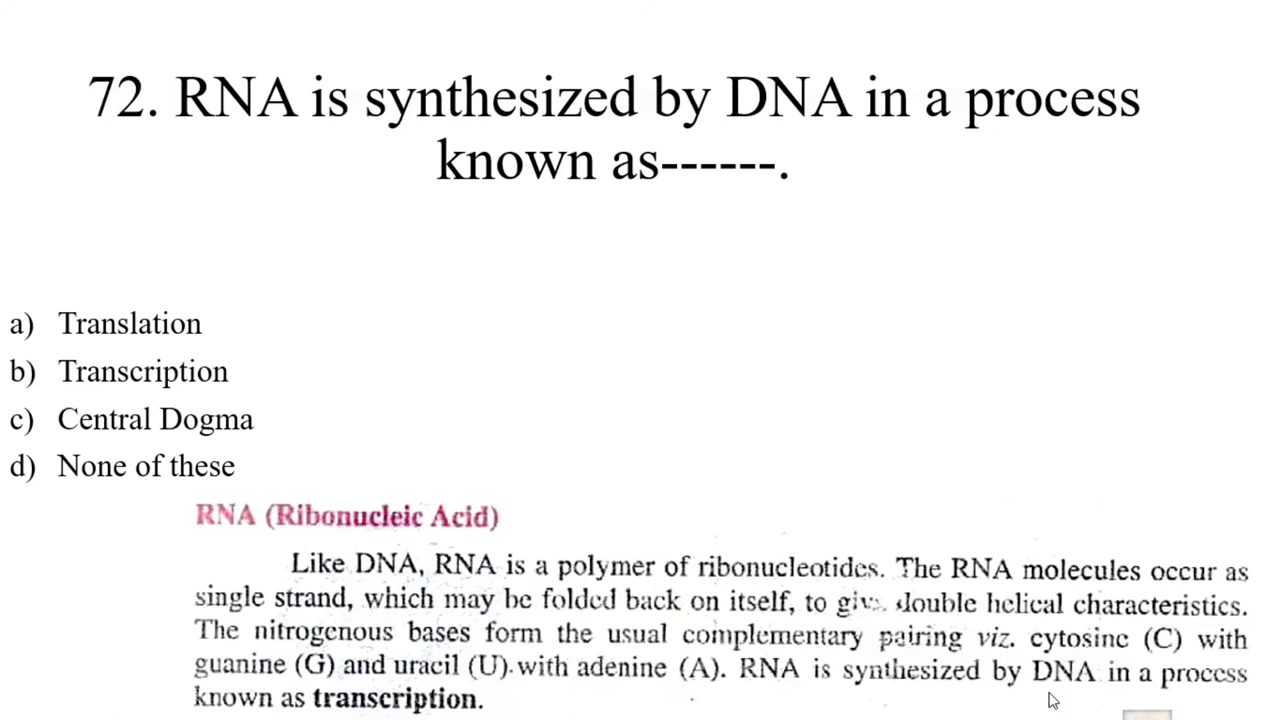 72. RNA is synthesized by DNA in a process
known as------.
a) Translation
b) Transcription
c) Central Dogma
d) None of these
RNA (Ribonucleic Acid)
Like DNA, RNA is a polymer of ribonucleotides. The RNA molecules occur as
single strand, which may be folded back on itself, to give double helical characteristics.
The nitrogenous bases form the usual complementary pairing viz. cytosine (C) with
guanine (G) and uracil (U) with adenine (A). RNA is synthesized by DNA in a process
known as transcription.